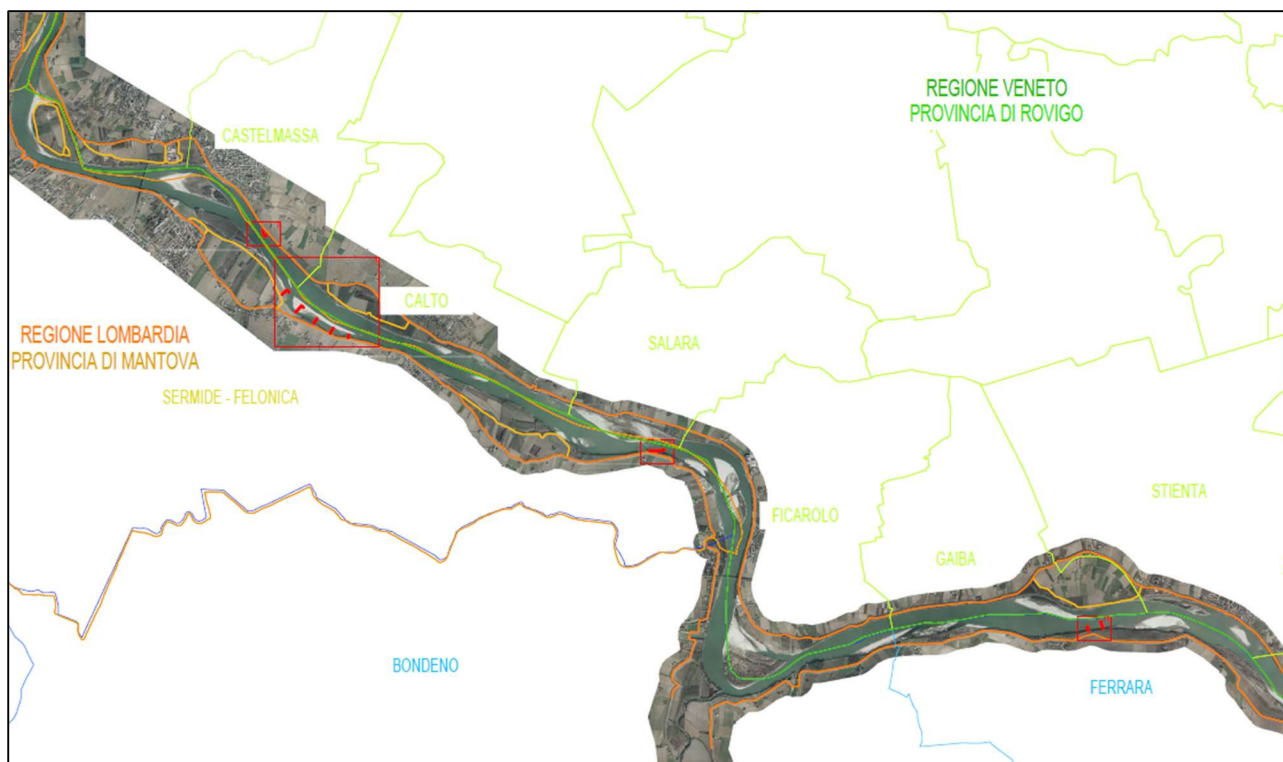 REGIONE VENETO
PROVINCIA DI ROVIGO
CASTELMASSA
CALTO
REGIONE LOMBARDIA
PROVINCIA DI MANTOVA
SALARA
SERMIDE - FELONICA
STIENTA
FICAROLO
GAIBA
BONDENO
FERRARA